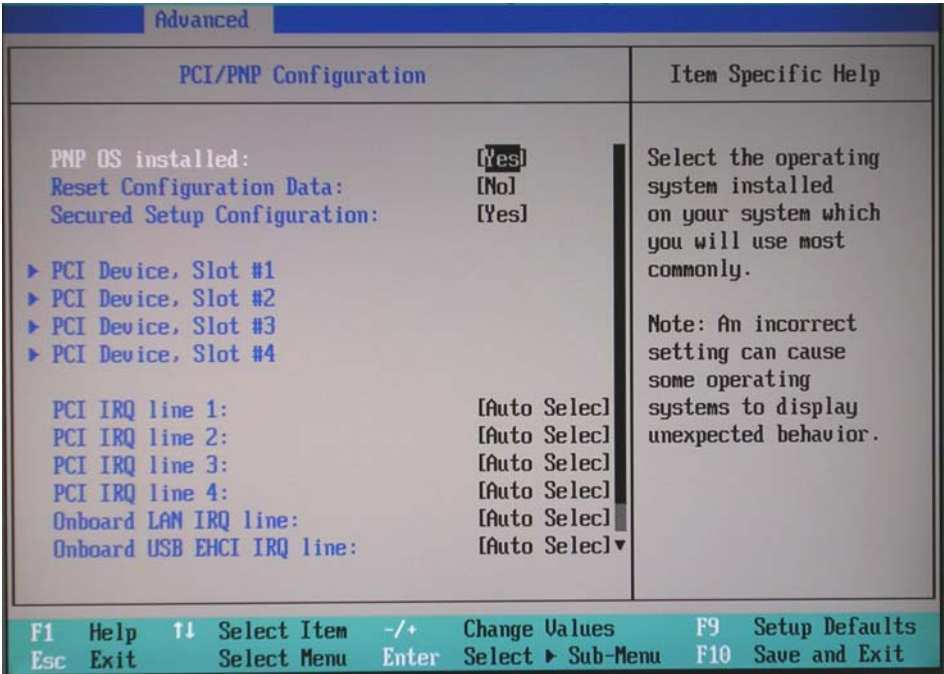 Advanced
PCI/PNP Configuration
Item Specific Help
PNP OS installed: [Yes]
Reset Configuration Data: [No]
Secured Setup Configuration: [Yes]
▶ PCI Device, Slot #1
▶ PCI Device, Slot #2
▶ PCI Device, Slot #3
▶ PCI Device, Slot #4
PCI IRQ line 1: [Auto Selec]
PCI IRQ line 2: [Auto Selec]
PCI IRQ line 3: [Auto Selec]
PCI IRQ line 4: [Auto Selec]
Onboard LAN IRQ line: [Auto Selec]
Onboard USB EHCI IRQ line: [Auto Selec]▼
Select the operating
system installed
on your system which
you will use most
commonly.
Note: An incorrect
setting can cause
some operating
systems to display
unexpected behavior.
F1 Help ↑↓ Select Item -/+ Change Values F9 Setup Defaults
Esc Exit Select Menu Enter Select ▶ Sub-Menu F10 Save and Exit